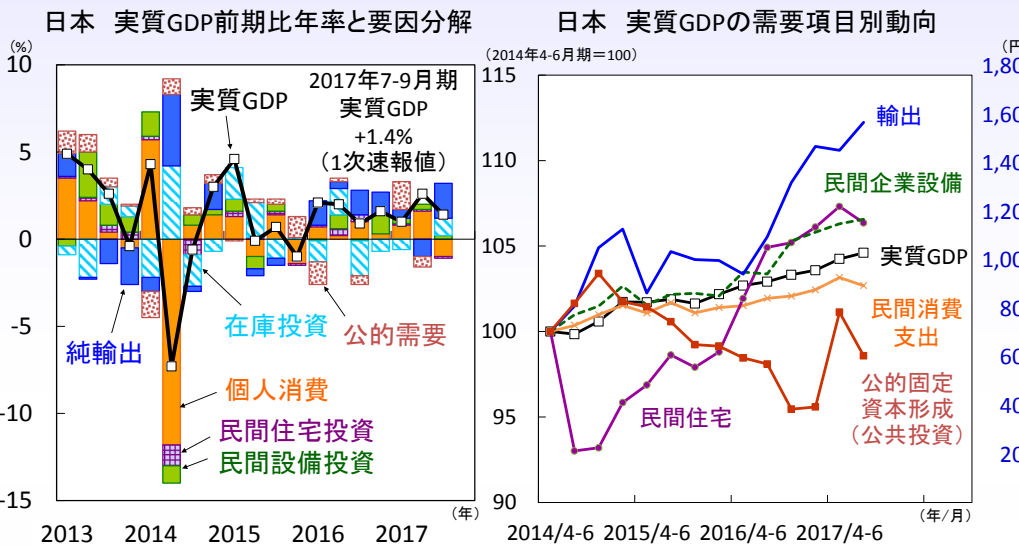 日本 実質GDP前期比年率と要因分解
(%)
10
5
0
-5
-10
-15
2017年7-9月期
実質GDP
+1.4%
(1次速報値)
実質GDP
純輸出
在庫投資
公的需要
個人消費
民間住宅投資
民間設備投資
2013 2014 2015 2016 2017
(年)
日本 実質GDPの需要項目別動向
(2014年4-6月期=100)
115
110
105
100
95
90
輸出
民間企業設備
実質GDP
民間消費
支出
民間住宅
公的固定
資本形成
(公共投資)
2014/4-6 2015/4-6 2016/4-6 2017/4-6
(年/月)
(円
1,80
1,60
1,40
1,20
1,00
80
60
40
20